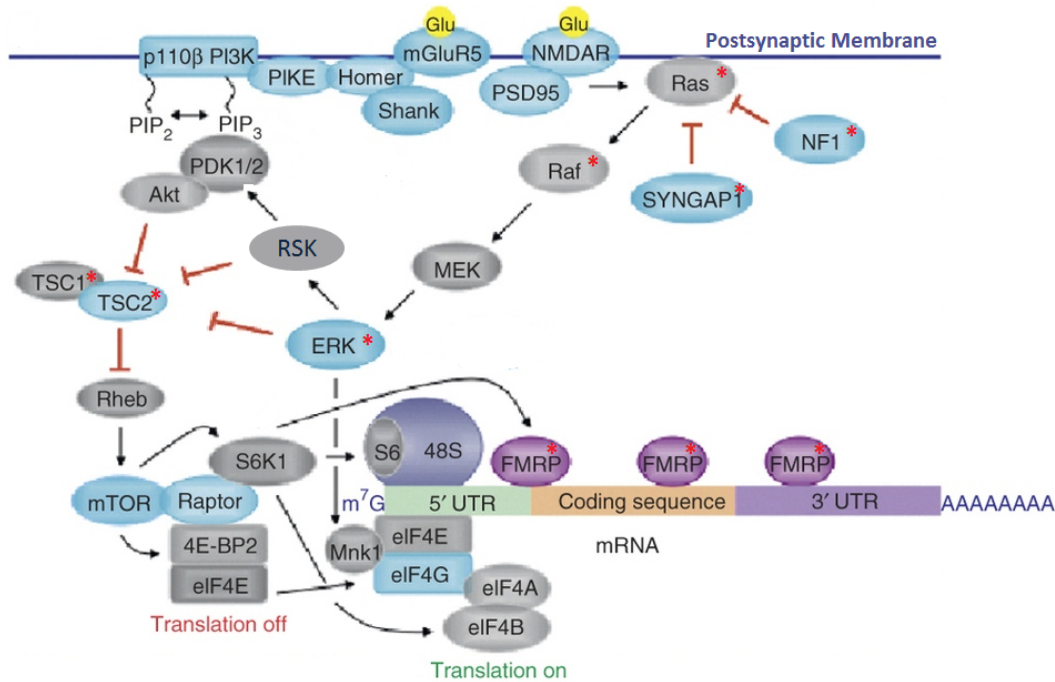 Glu
Glu
Postsynaptic Membrane
p110β PI3K
mGluR5
NMDAR
PIKE
Homer
PSD95
Ras *
Shank
PIP2
PIP3
NF1 *
PDK1/2
Raf *
Akt
SYNGAP1 *
RSK
MEK
TSC1 *
TSC2 *
ERK *
Rheb
S6K1
S6
48S
FMRP *
FMRP *
FMRP *
mTOR
Raptor
m7G
5′ UTR
Coding sequence
3′ UTR
AAAAAAAA
4E-BP2
Mnk1
eIF4E
mRNA
eIF4E
eIF4G
eIF4A
Translation off
eIF4B
Translation on